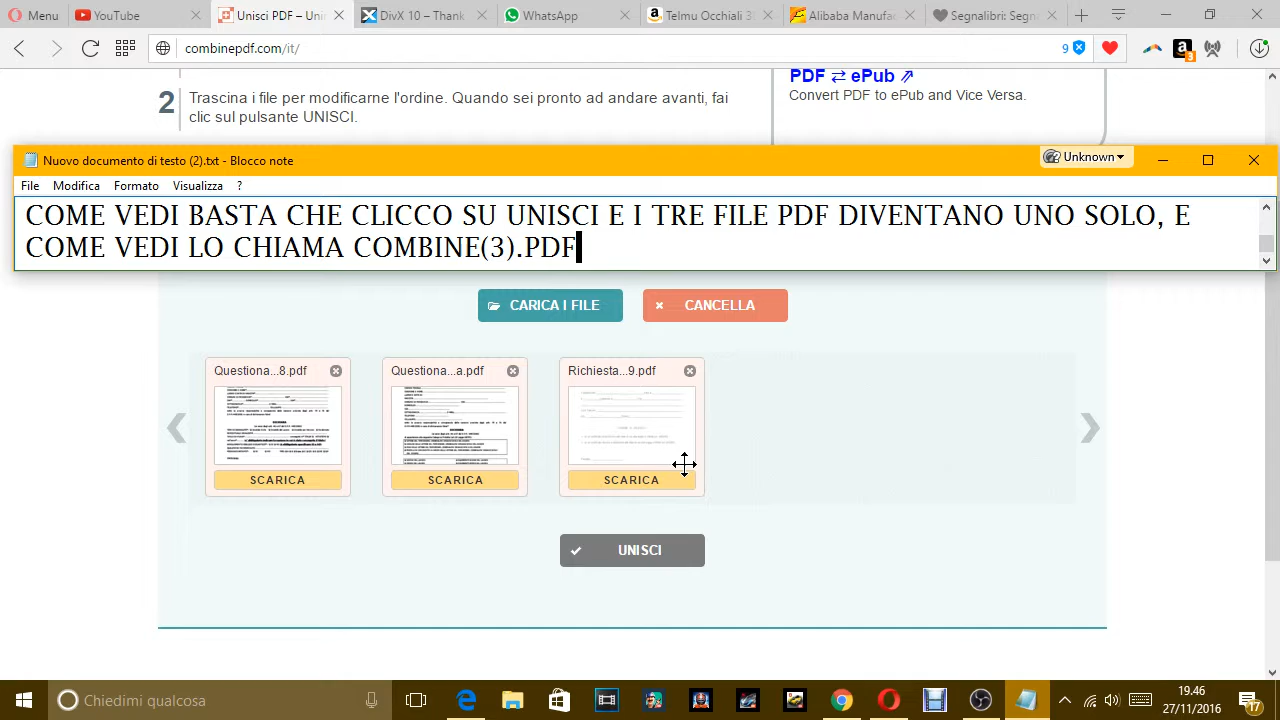 Menu
YouTube
Unisci PDF – Uni
DivX 10 – Thank
WhatsApp
Telmu Occhiali 3
Alibaba Manufac
Segnalibri: Segna
combinepdf.com/it/
9
3
PDF ⇄ ePub ⇗
Convert PDF to ePub and Vice Versa.
2
Trascina i file per modificarne l'ordine. Quando sei pronto ad andare avanti, fai
clic sul pulsante UNISCI.
Nuovo documento di testo (2).txt - Blocco note
Unknown
File Modifica Formato Visualizza ?
COME VEDI BASTA CHE CLICCO SU UNISCI E I TRE FILE PDF DIVENTANO UNO SOLO, E
COME VEDI LO CHIAMA COMBINE(3).PDF
CARICA I FILE
CANCELLA
Questiona...8.pdf
Questiona...a.pdf
Richiesta...9.pdf
SCARICA
SCARICA
SCARICA
UNISCI
Chiedimi qualcosa
19.46
27/11/2016
17